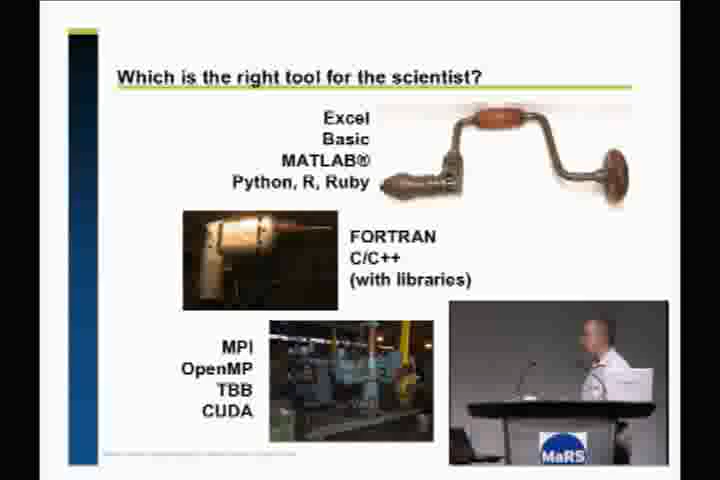 Which is the right tool for the scientist?
Excel
Basic
MATLAB®
Python, R, Ruby
FORTRAN
C/C++
(with libraries)
MPI
OpenMP
TBB
CUDA
MaRS